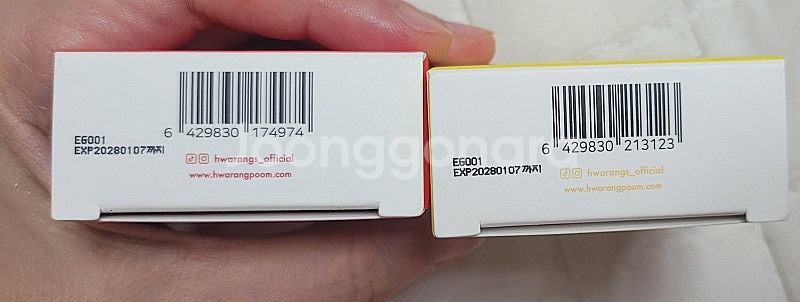 6 429830 174974
E6001
EXP20280107까지
hwarangs_official
www.hwarangpoom.com
6 429830 213123
E6001
EXP20280107까지
hwarangs_official
www.hwarangpoom.com
Joonggonara